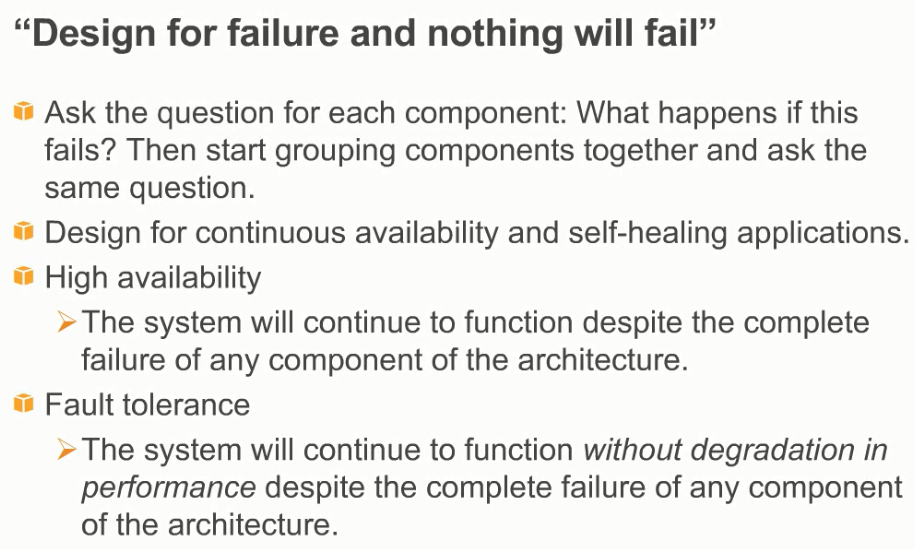 “Design for failure and nothing will fail”
Ask the question for each component: What happens if this
fails? Then start grouping components together and ask the
same question.
Design for continuous availability and self-healing applications.
High availability
The system will continue to function despite the complete
failure of any component of the architecture.
Fault tolerance
The system will continue to function without degradation in
performance despite the complete failure of any component
of the architecture.